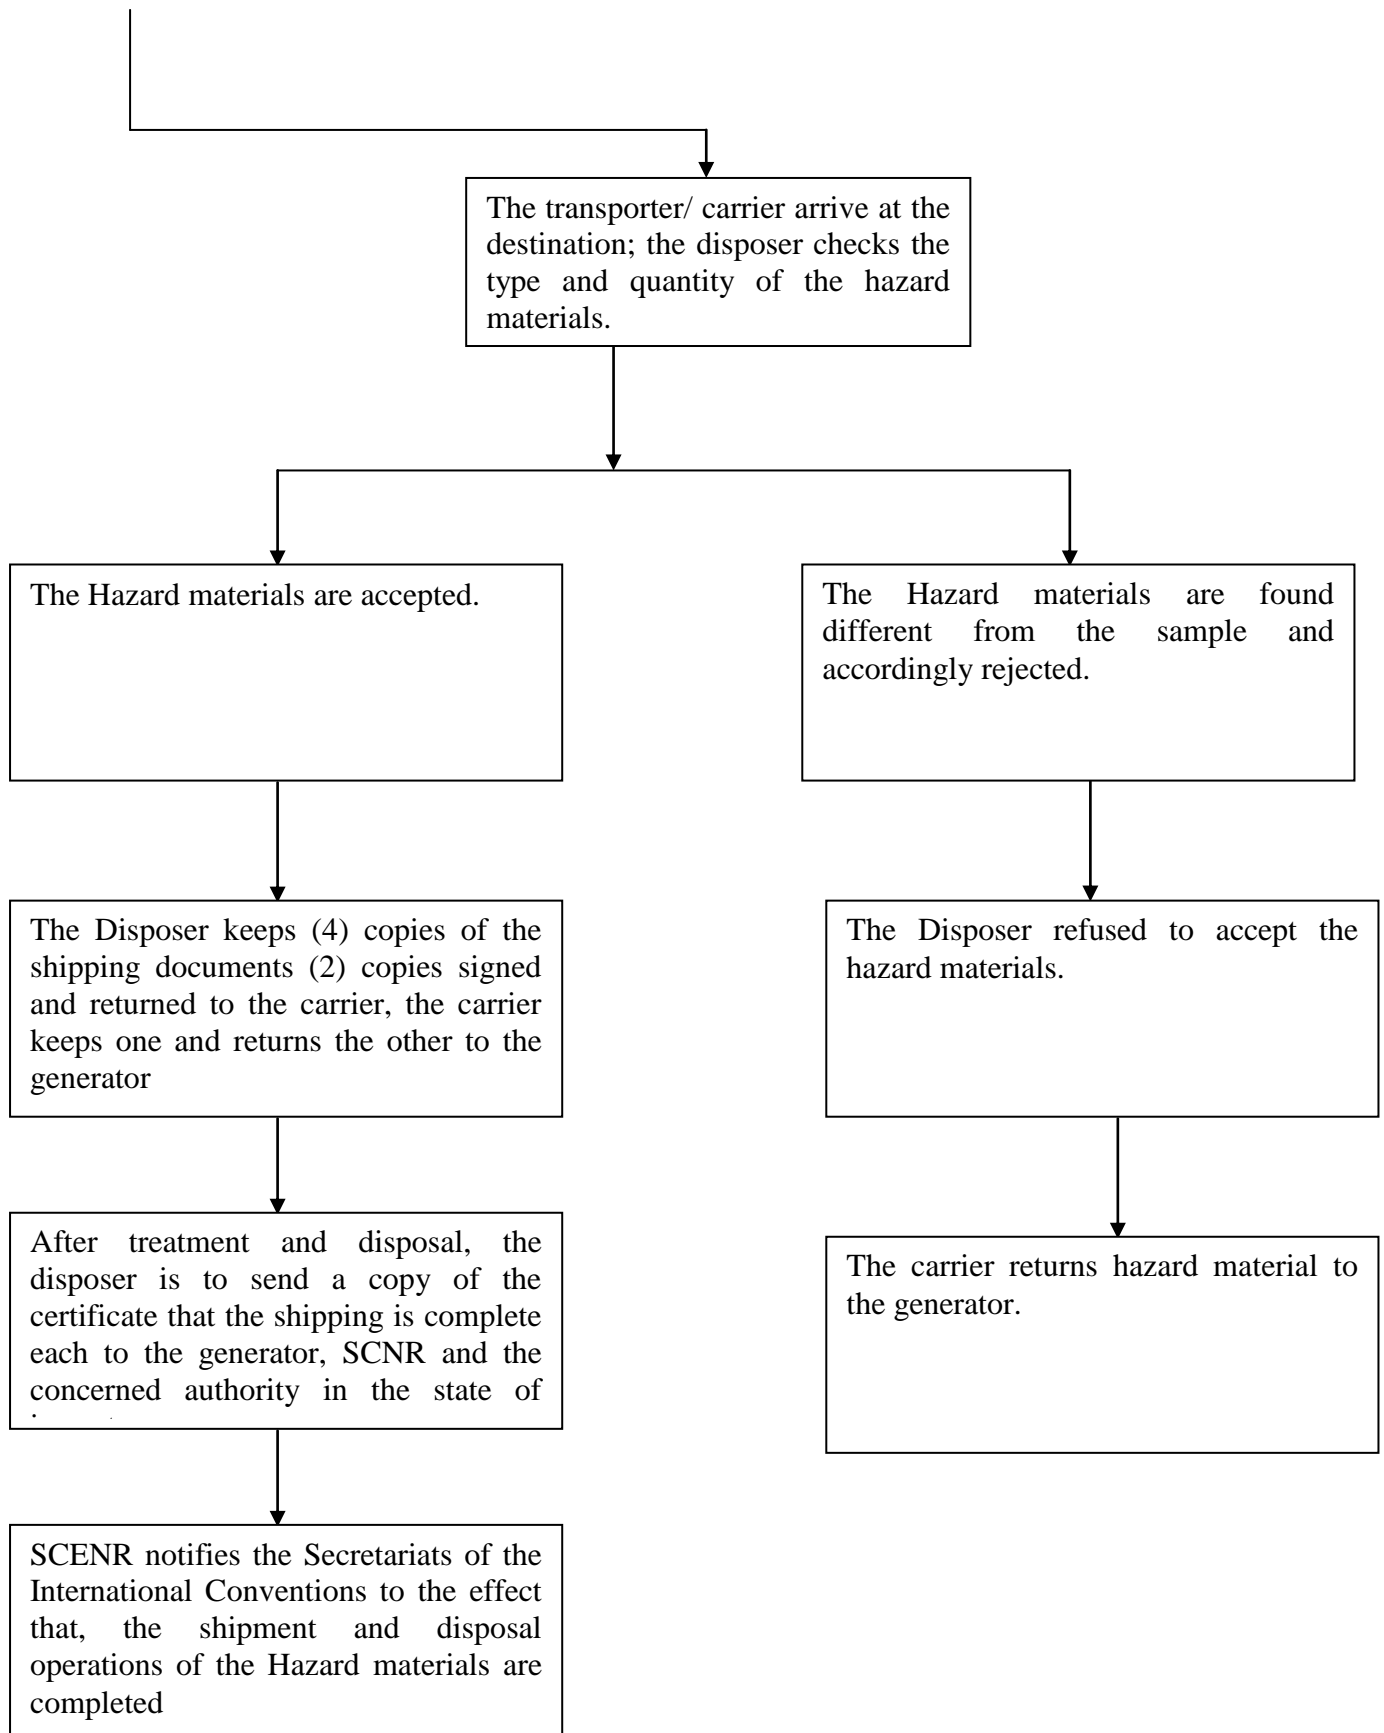 The transporter/ carrier arrive at the
destination; the disposer checks the
type and quantity of the hazard
materials.
The Hazard materials are accepted.
The Hazard materials are found
different from the sample and
accordingly rejected.
The Disposer keeps (4) copies of the
shipping documents (2) copies signed
and returned to the carrier, the carrier
keeps one and returns the other to the
generator
The Disposer refused to accept the
hazard materials.
After treatment and disposal, the
disposer is to send a copy of the
certificate that the shipping is complete
each to the generator, SCNR and the
concerned authority in the state of
The carrier returns hazard material to
the generator.
SCENR notifies the Secretariats of the
International Conventions to the effect
that, the shipment and disposal
operations of the Hazard materials are
completed